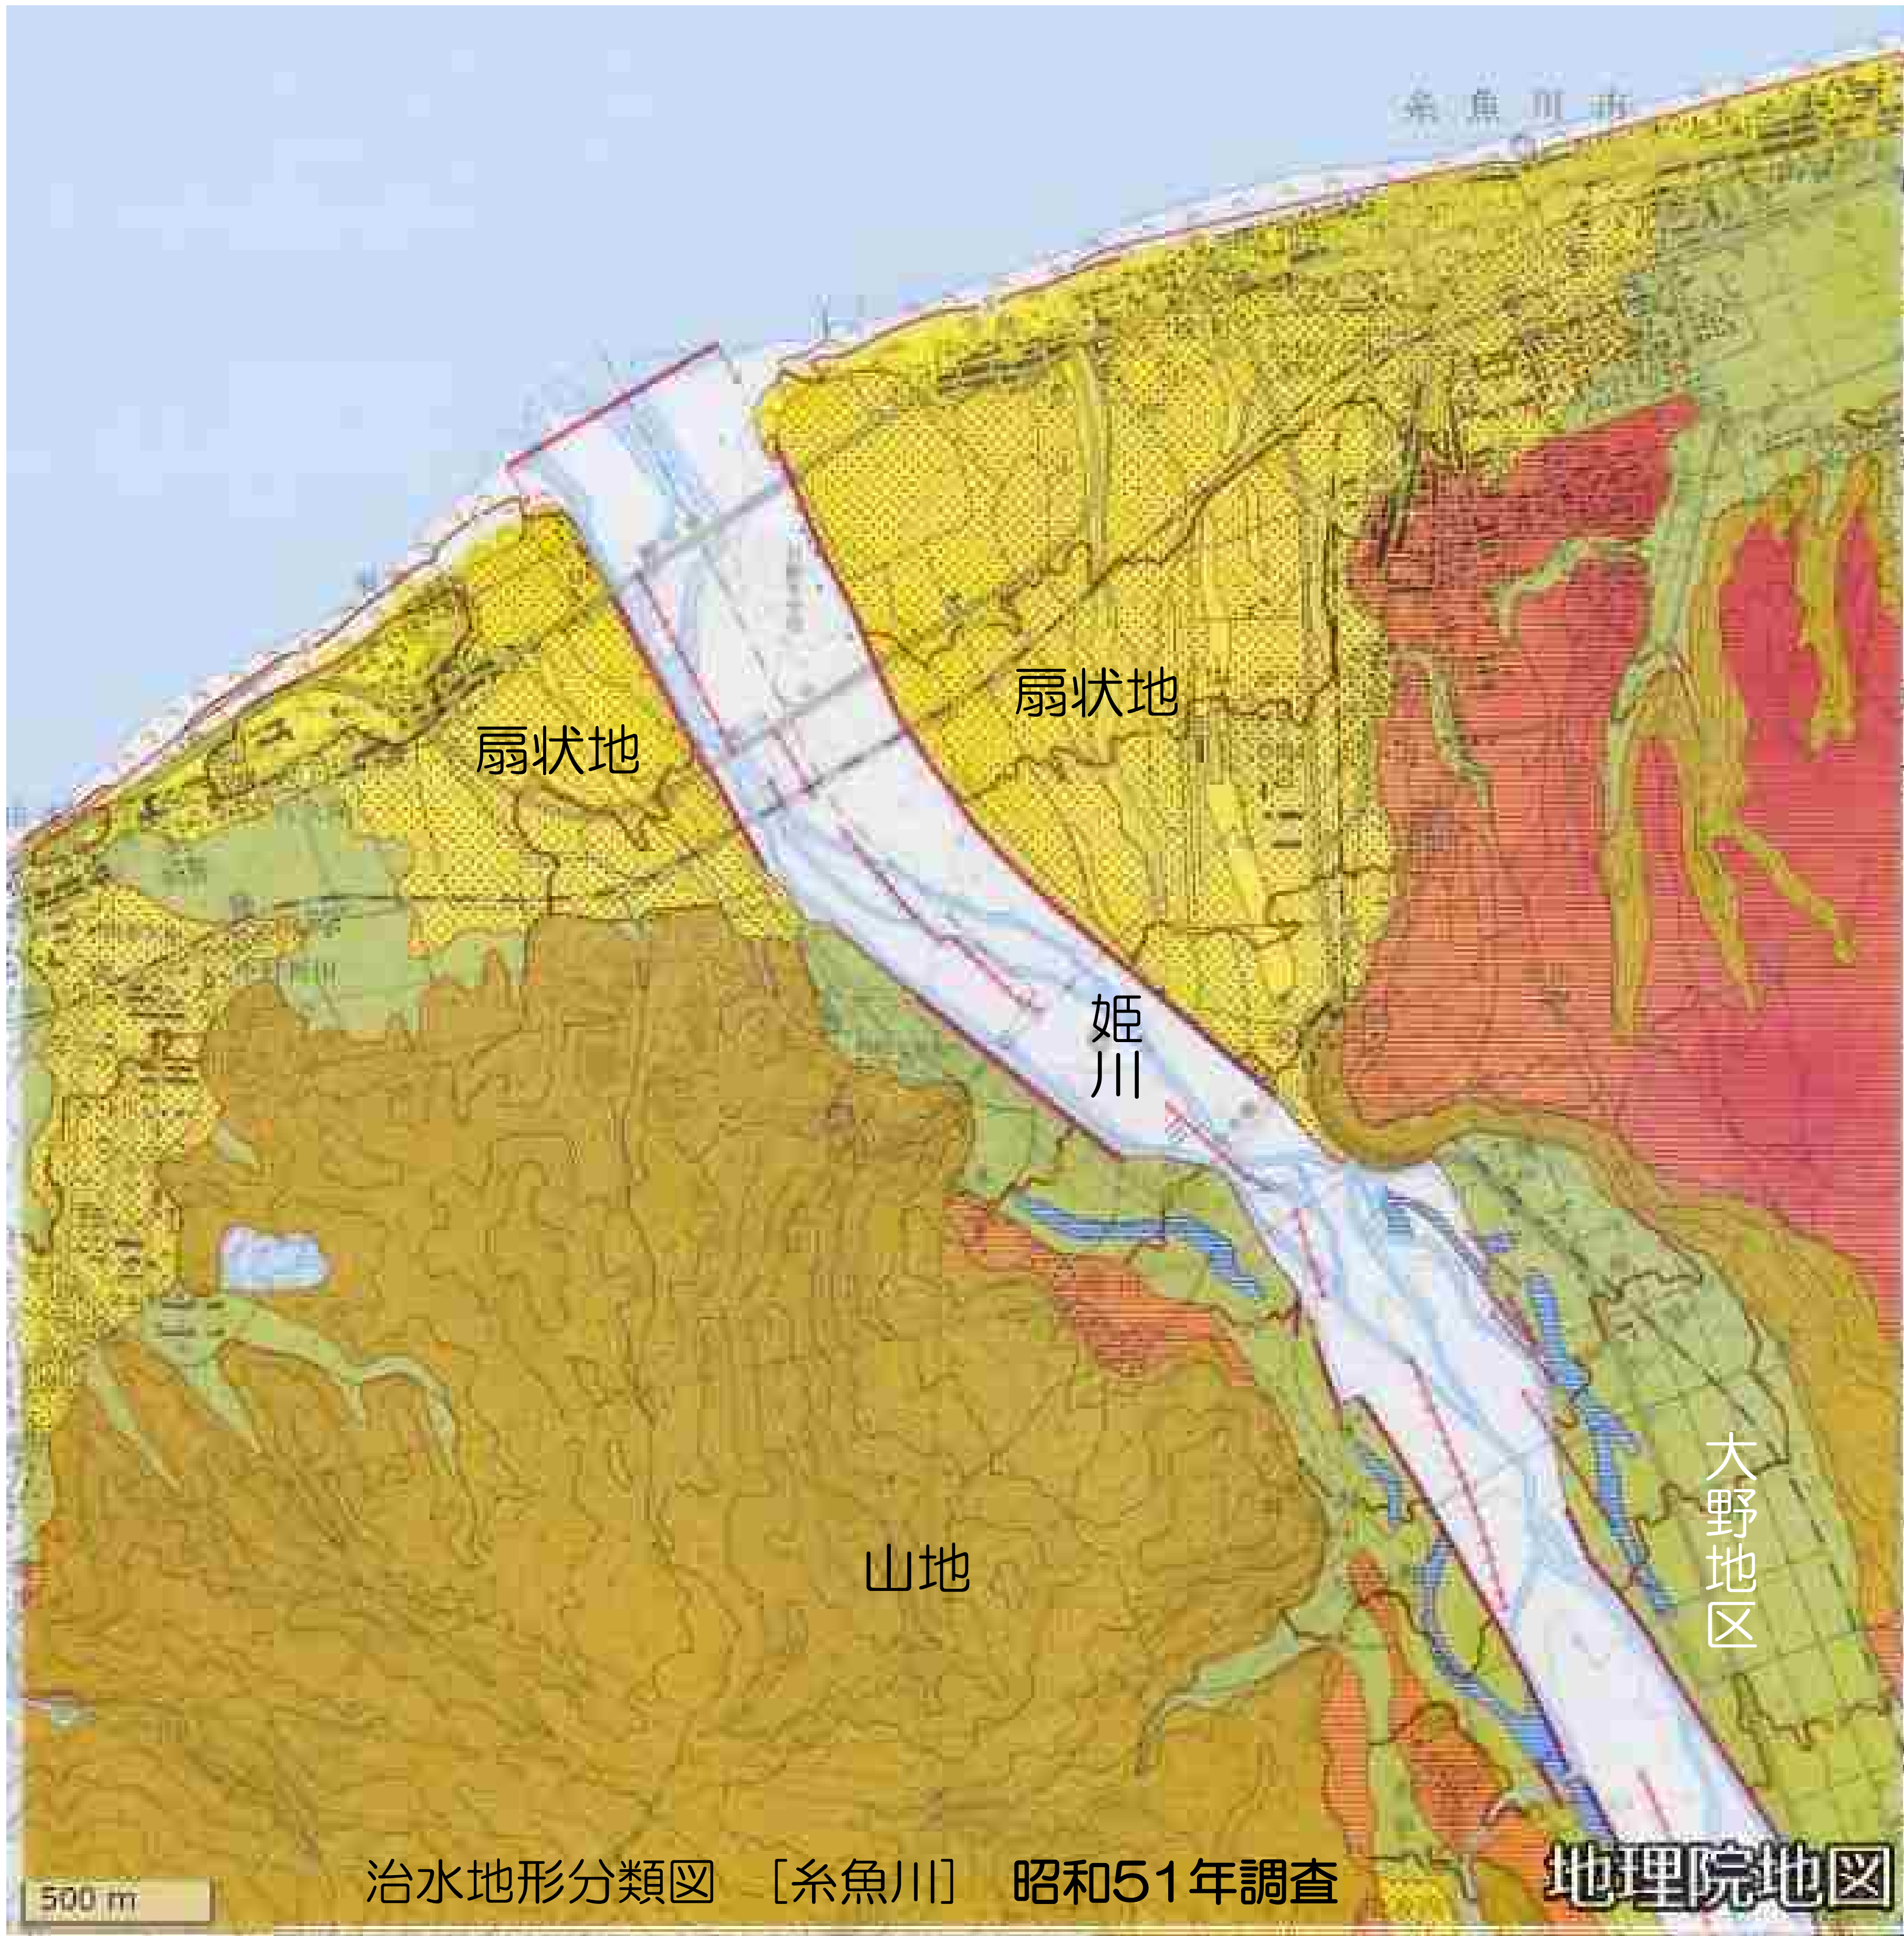 糸魚川市
扇状地
扇状地
姫川
大野地区
山地
治水地形分類図 [糸魚川] 昭和51年調査
500 m
地理院地図